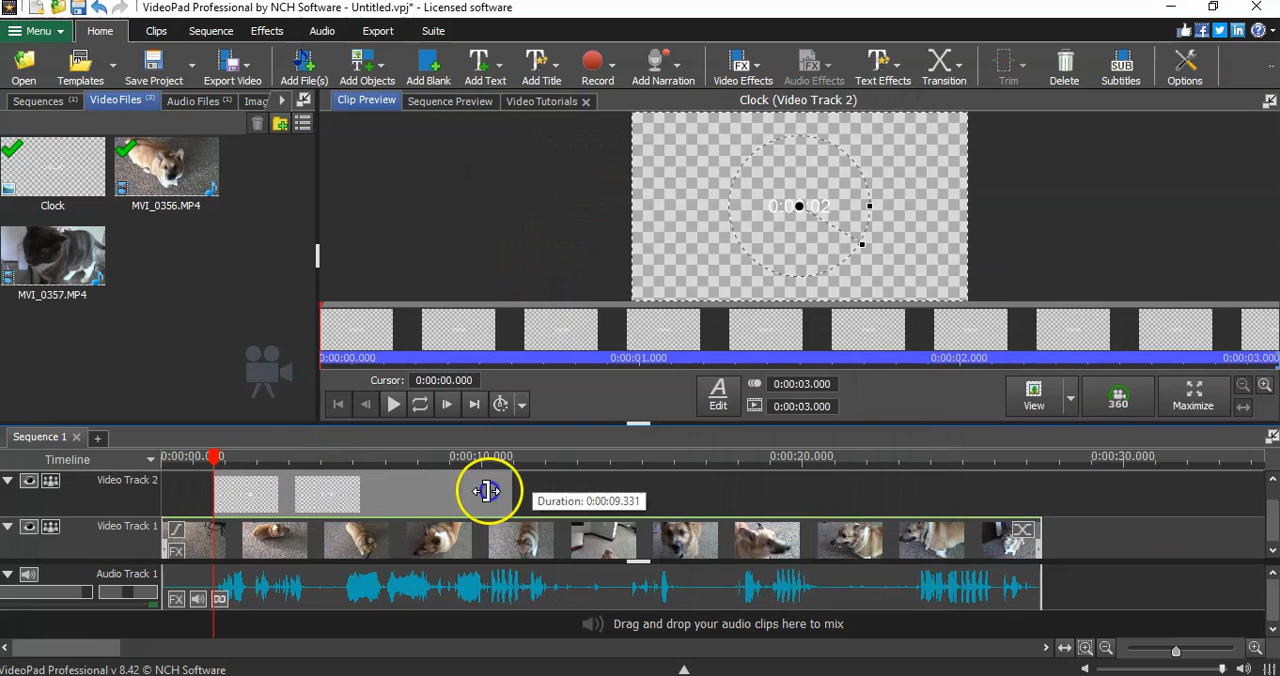 VideoPad Professional by NCH Software - Untitled.vpj* - Licensed software
Menu Home Clips Sequence Effects Audio Export Suite
Open Templates Save Project Export Video Add File(s) Add Objects Add Blank Add Text Add Title Record Add Narration Video Effects Audio Effects Text Effects Transition Trim Delete Subtitles Options
Sequences (1) Video Files (3) Audio Files (1) Imag Clip Preview Sequence Preview Video Tutorials Clock (Video Track 2)
Clock MVI_0356.MP4
MVI_0357.MP4
0:00:00.000 0:00:01.000 0:00:02.000 0:00:03.000
Cursor: 0:00:00.000 A Edit 0:00:03.000 0:00:03.000 View 360 Maximize
Sequence 1 +
Timeline 0:00:10.000 0:00:20.000 0:00:30.000
Video Track 2
Duration: 0:00:09.331
Video Track 1
FX
Audio Track 1
FX
Drag and drop your audio clips here to mix
VideoPad Professional v 8.42 © NCH Software